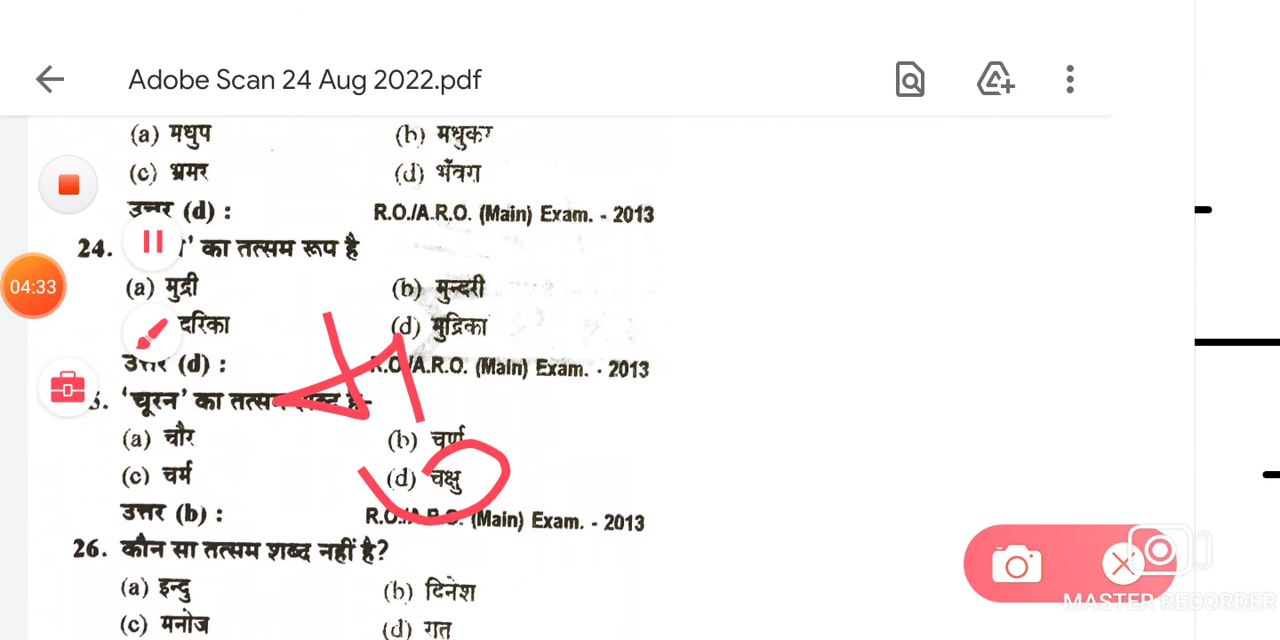 Adobe Scan 24 Aug 2022.pdf
(a) मधुप (b) मधुकर
(c) भ्रमर (d) भँवरा
उत्तर (d) : R.O./A.R.O. (Main) Exam. - 2013
24. ' का तत्सम रूप है
(a) मुद्री (b) मुन्दरी
दरिका (d) मुद्रिका
उत्तर (d) : R.O./A.R.O. (Main) Exam. - 2013
5. 'चूरन' का तत्सम शब्द है-
(a) चौर (b) चूर्ण
(c) चर्म (d) चक्षु
उत्तर (b) : R.O./A.R.O. (Main) Exam. - 2013
26. कौन सा तत्सम शब्द नहीं है?
(a) इन्दु (b) दिनेश
(c) मनोज (d) रात
04:33
MASTER RECORDER